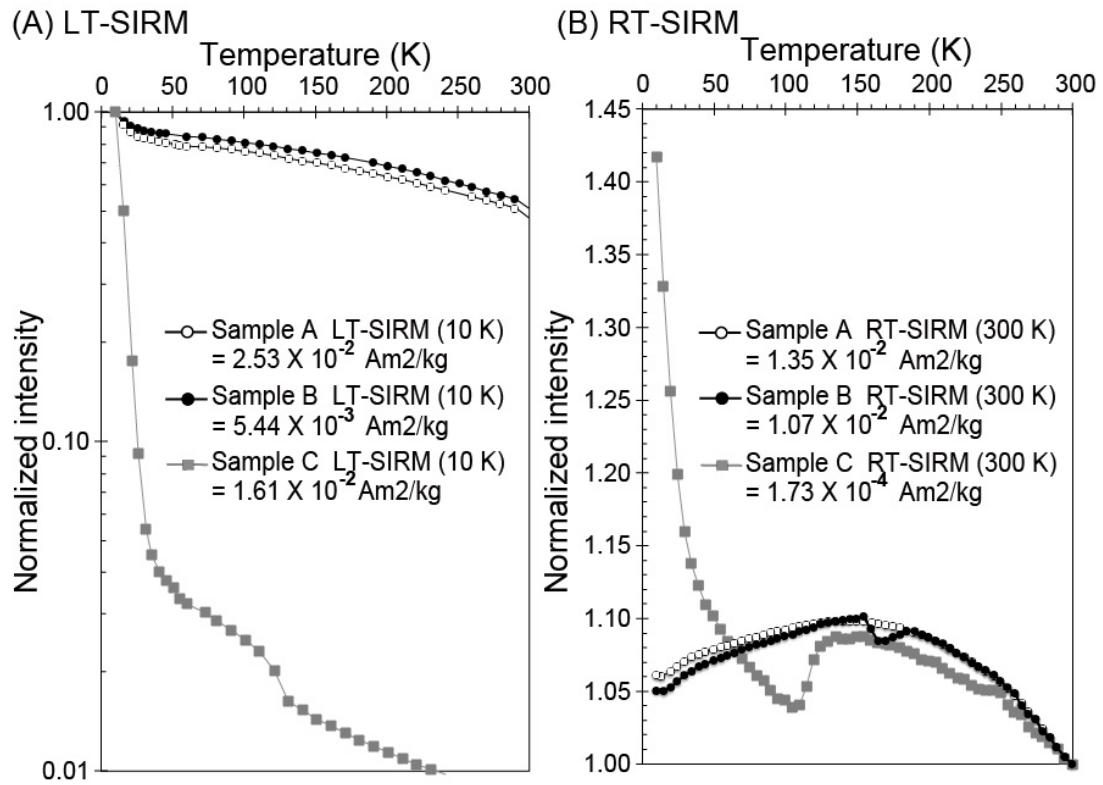 (A) LT-SIRM
Temperature (K)
0 50 100 150 200 250 300
1.00
0.10
0.01
Normalized intensity
Sample A LT-SIRM (10 K)
= 2.53 X 10-2 Am2/kg
Sample B LT-SIRM (10 K)
= 5.44 X 10-3 Am2/kg
Sample C LT-SIRM (10 K)
= 1.61 X 10-2 Am2/kg
(B) RT-SIRM
Temperature (K)
0 50 100 150 200 250 300
1.45
1.40
1.35
1.30
1.25
1.20
1.15
1.10
1.05
1.00
Normalized intensity
Sample A RT-SIRM (300 K)
= 1.35 X 10-2 Am2/kg
Sample B RT-SIRM (300 K)
= 1.07 X 10-2 Am2/kg
Sample C RT-SIRM (300 K)
= 1.73 X 10-4 Am2/kg